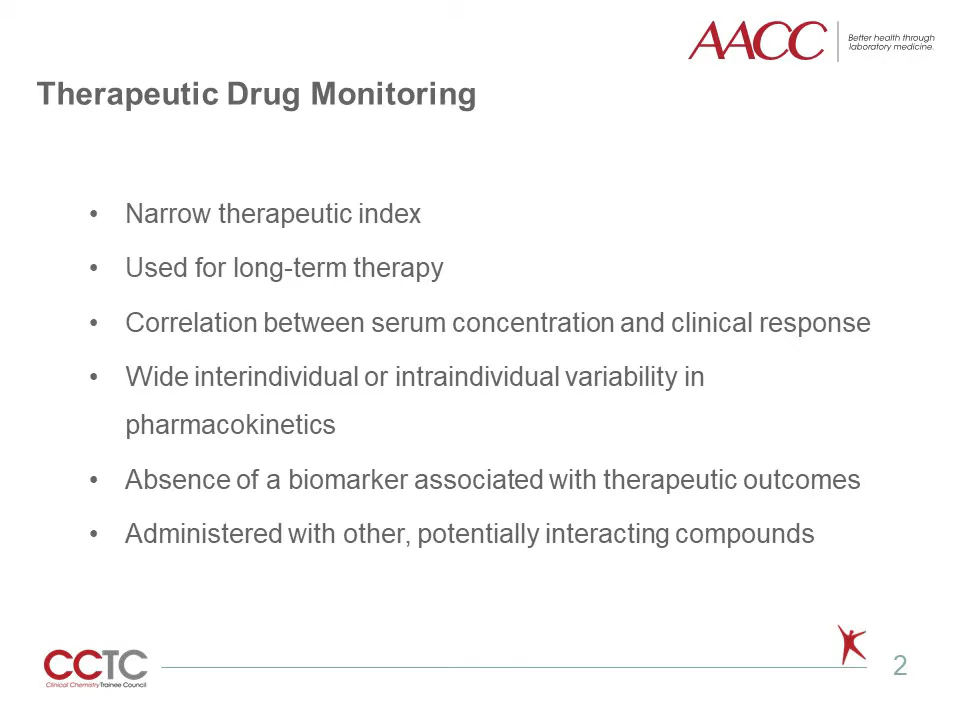 AACC
Better health through
laboratory medicine.
Therapeutic Drug Monitoring
• Narrow therapeutic index
• Used for long-term therapy
• Correlation between serum concentration and clinical response
• Wide interindividual or intraindividual variability in
pharmacokinetics
• Absence of a biomarker associated with therapeutic outcomes
• Administered with other, potentially interacting compounds
CCTC
Clinical Chemistry Trainee Council
2